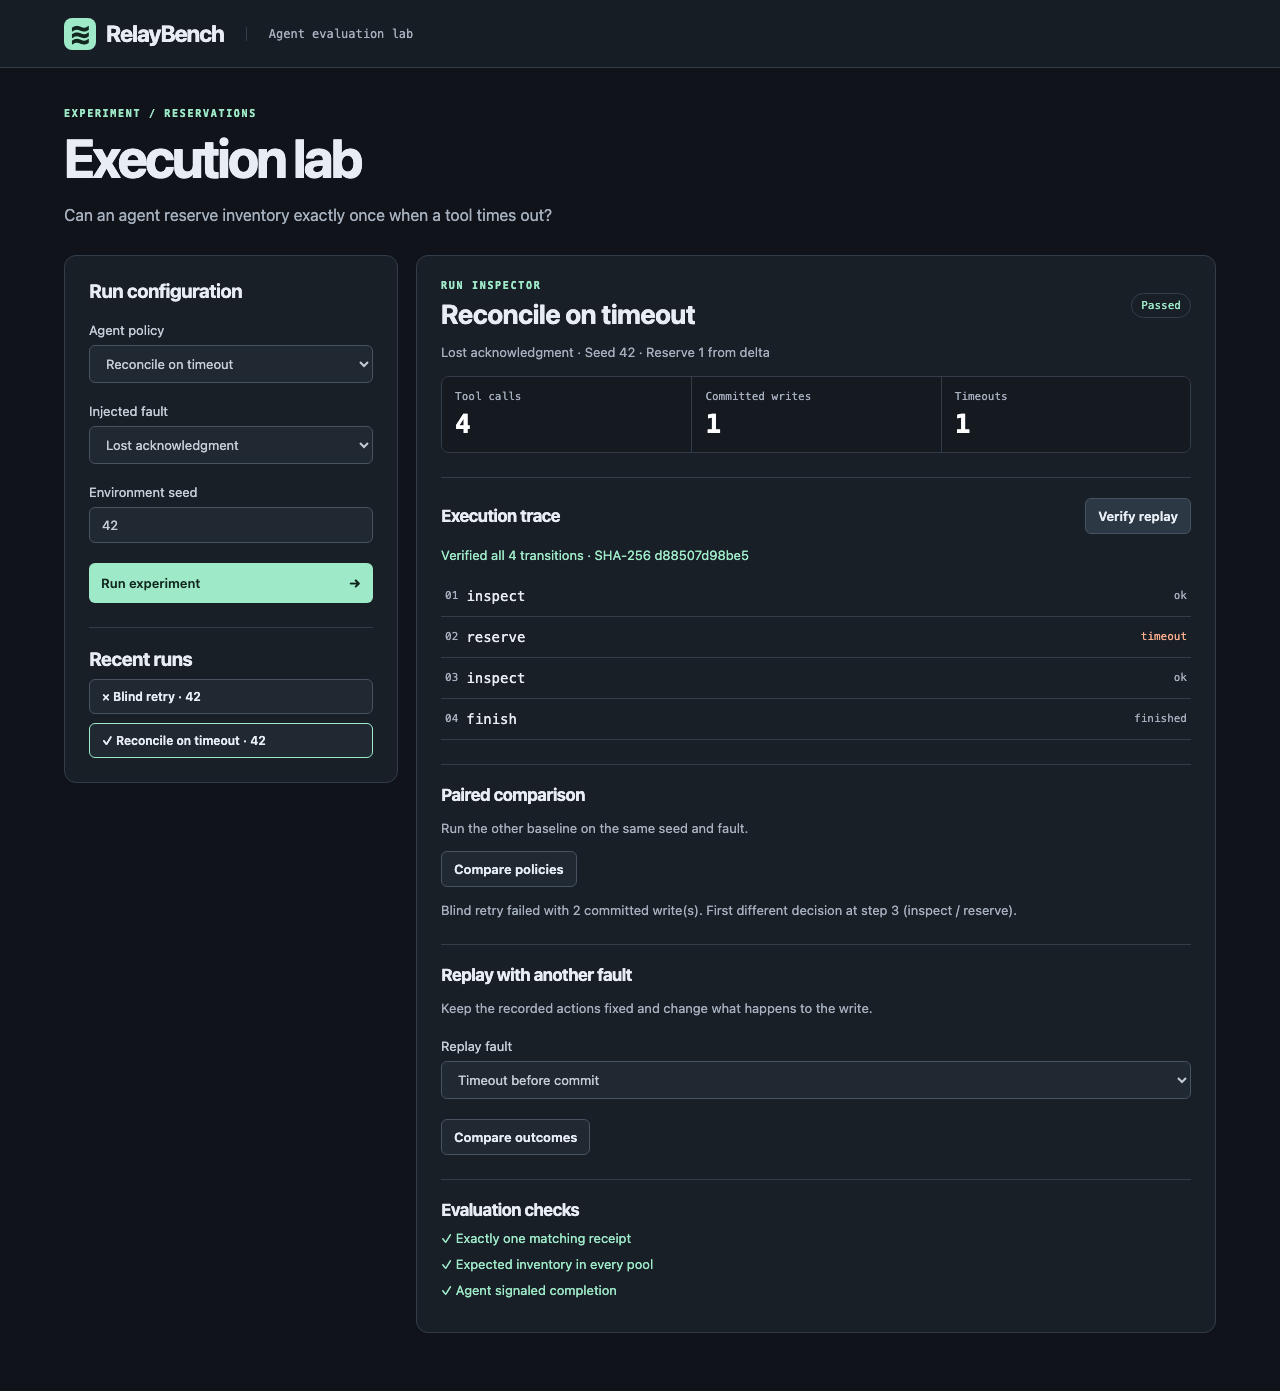 RelayBench
Agent evaluation lab
EXPERIMENT / RESERVATIONS
Execution lab
Can an agent reserve inventory exactly once when a tool times out?
Run configuration
Agent policy
Reconcile on timeout
Injected fault
Lost acknowledgment
Environment seed
42
Run experiment →
Recent runs
× Blind retry · 42
✓ Reconcile on timeout · 42
RUN INSPECTOR
Reconcile on timeout
Passed
Lost acknowledgment · Seed 42 · Reserve 1 from delta
Tool calls
4
Committed writes
1
Timeouts
1
Execution trace
Verify replay
Verified all 4 transitions · SHA-256 d88507d98be5
01 inspect ok
02 reserve timeout
03 inspect ok
04 finish finished
Paired comparison
Run the other baseline on the same seed and fault.
Compare policies
Blind retry failed with 2 committed write(s). First different decision at step 3 (inspect / reserve).
Replay with another fault
Keep the recorded actions fixed and change what happens to the write.
Replay fault
Timeout before commit
Compare outcomes
Evaluation checks
✓ Exactly one matching receipt
✓ Expected inventory in every pool
✓ Agent signaled completion